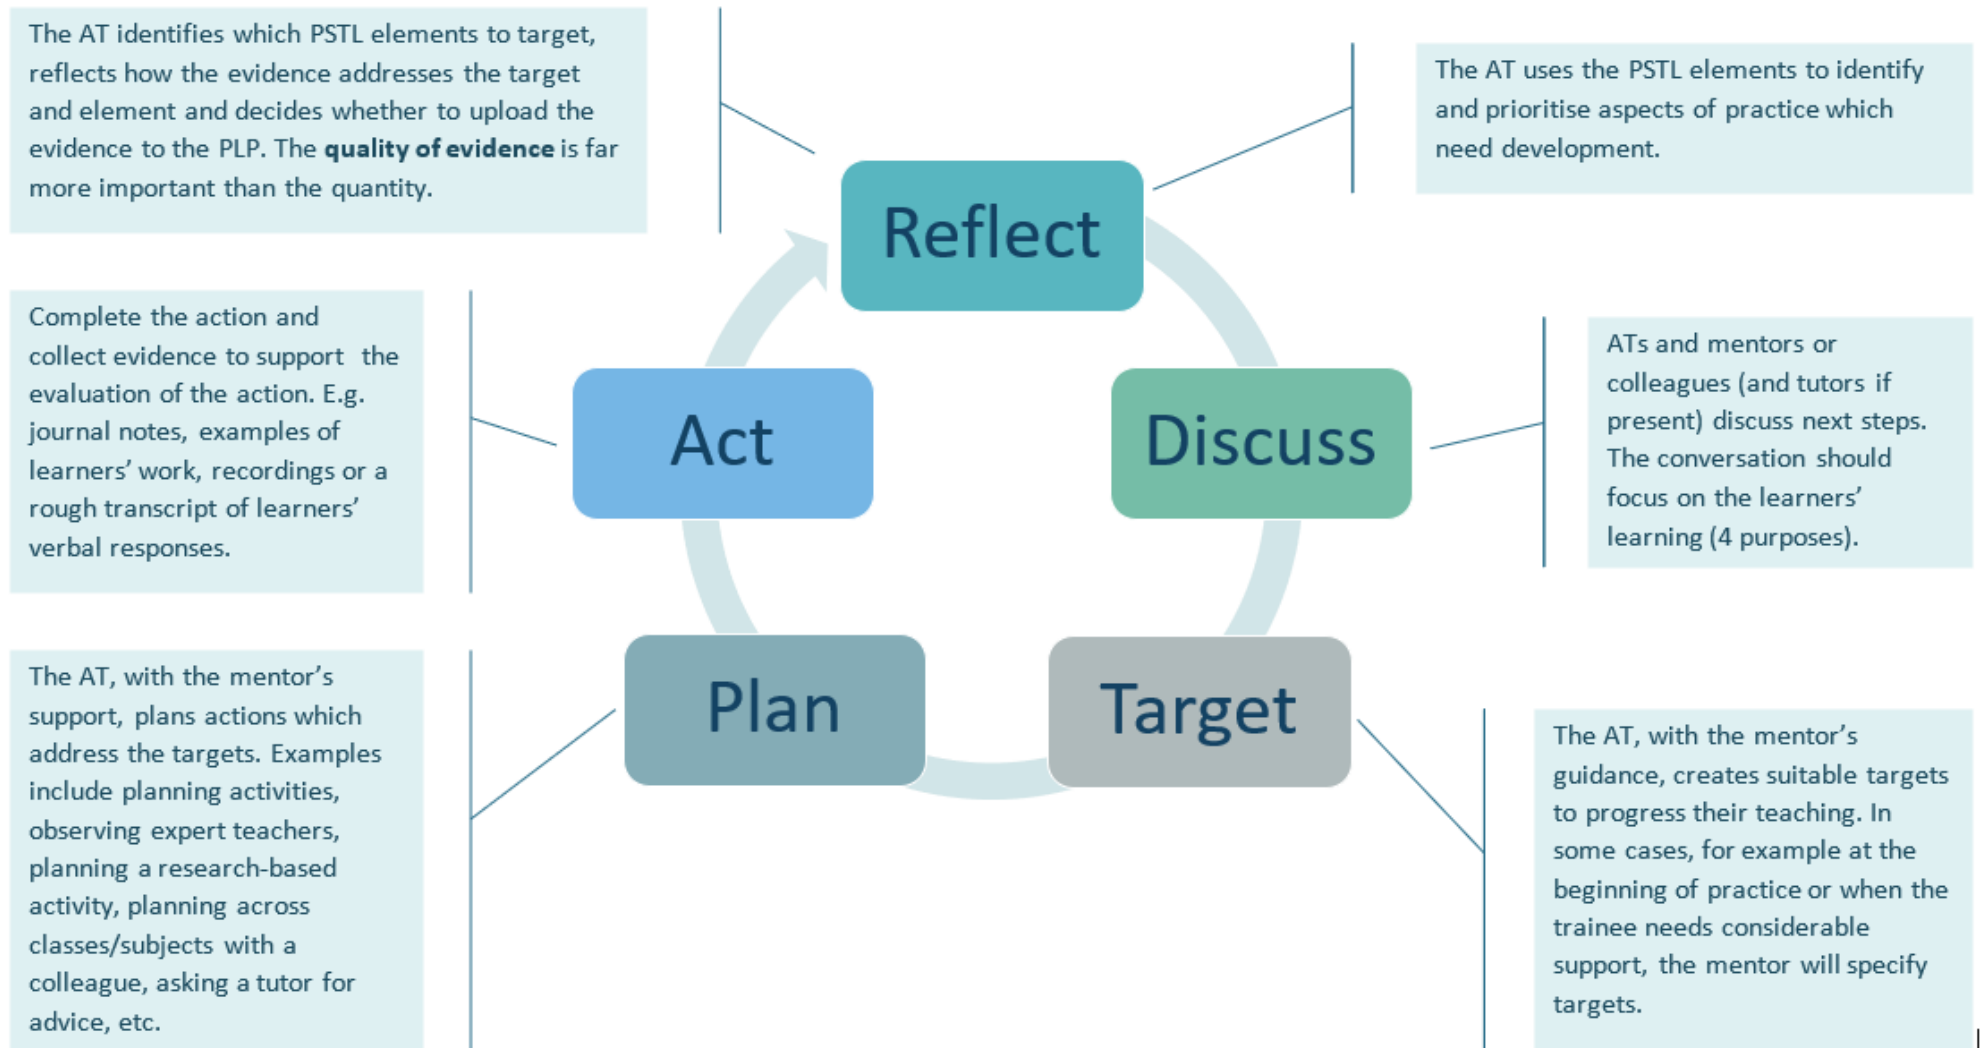 The AT identifies which PSTL elements to target,
reflects how the evidence addresses the target
and element and decides whether to upload the
evidence to the PLP. The quality of evidence is far
more important than the quantity.
The AT uses the PSTL elements to identify
and prioritise aspects of practice which
need development.
Reflect
Complete the action and
collect evidence to support the
evaluation of the action. E.g.
journal notes, examples of
learners’ work, recordings or a
rough transcript of learners’
verbal responses.
Act
Discuss
ATs and mentors or
colleagues (and tutors if
present) discuss next steps.
The conversation should
focus on the learners’
learning (4 purposes).
The AT, with the mentor’s
support, plans actions which
address the targets. Examples
include planning activities,
observing expert teachers,
planning a research-based
activity, planning across
classes/subjects with a
colleague, asking a tutor for
advice, etc.
Plan
Target
The AT, with the mentor’s
guidance, creates suitable targets
to progress their teaching. In
some cases, for example at the
beginning of practice or when the
trainee needs considerable
support, the mentor will specify
targets.